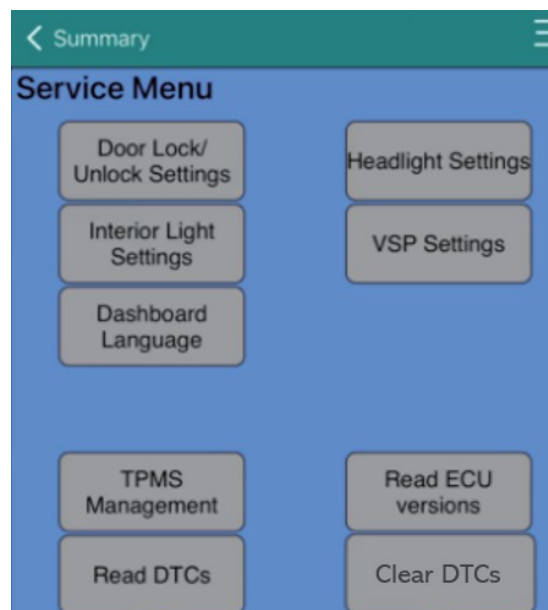 Summary
Service Menu
Door Lock/
Unlock Settings
Headlight Settings
Interior Light
Settings
VSP Settings
Dashboard
Language
TPMS
Management
Read ECU
versions
Read DTCs
Clear DTCs